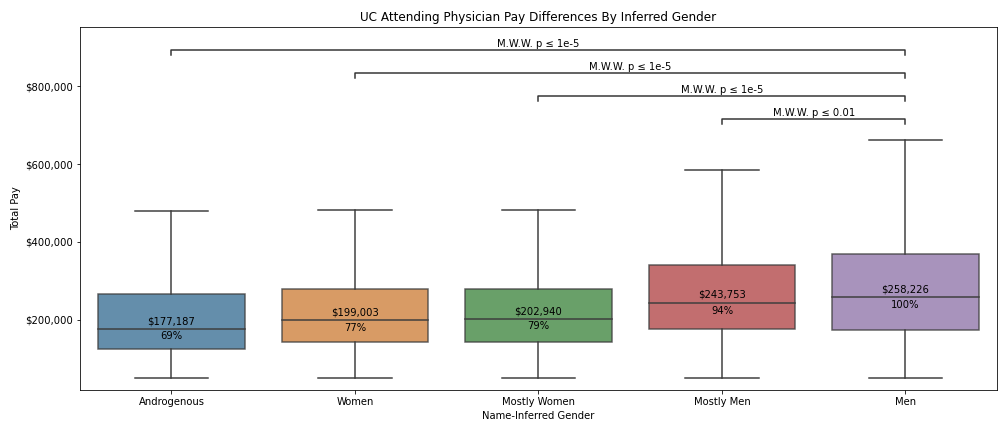 UC Attending Physician Pay Differences By Inferred Gender
M.W.W. p ≤ 1e-5
M.W.W. p ≤ 1e-5
M.W.W. p ≤ 1e-5
M.W.W. p ≤ 0.01
Total Pay
$800,000
$600,000
$400,000
$200,000
$177,187
69%
$199,003
77%
$202,940
79%
$243,753
94%
$258,226
100%
Androgenous
Women
Mostly Women
Mostly Men
Men
Name-Inferred Gender